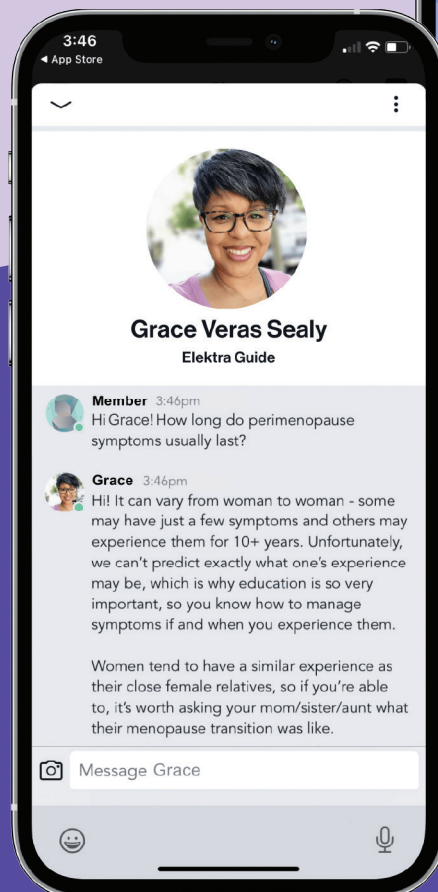 3:46
◄ App Store
Grace Veras Sealy
Elektra Guide
Member 3:46pm
Hi Grace! How long do perimenopause
symptoms usually last?
Grace 3:46pm
Hi! It can vary from woman to woman - some
may have just a few symptoms and others may
experience them for 10+ years. Unfortunately,
we can't predict exactly what one's experience
may be, which is why education is so very
important, so you know how to manage
symptoms if and when you experience them.
Women tend to have a similar experience as
their close female relatives, so if you're able
to, it's worth asking your mom/sister/aunt what
their menopause transition was like.
Message Grace